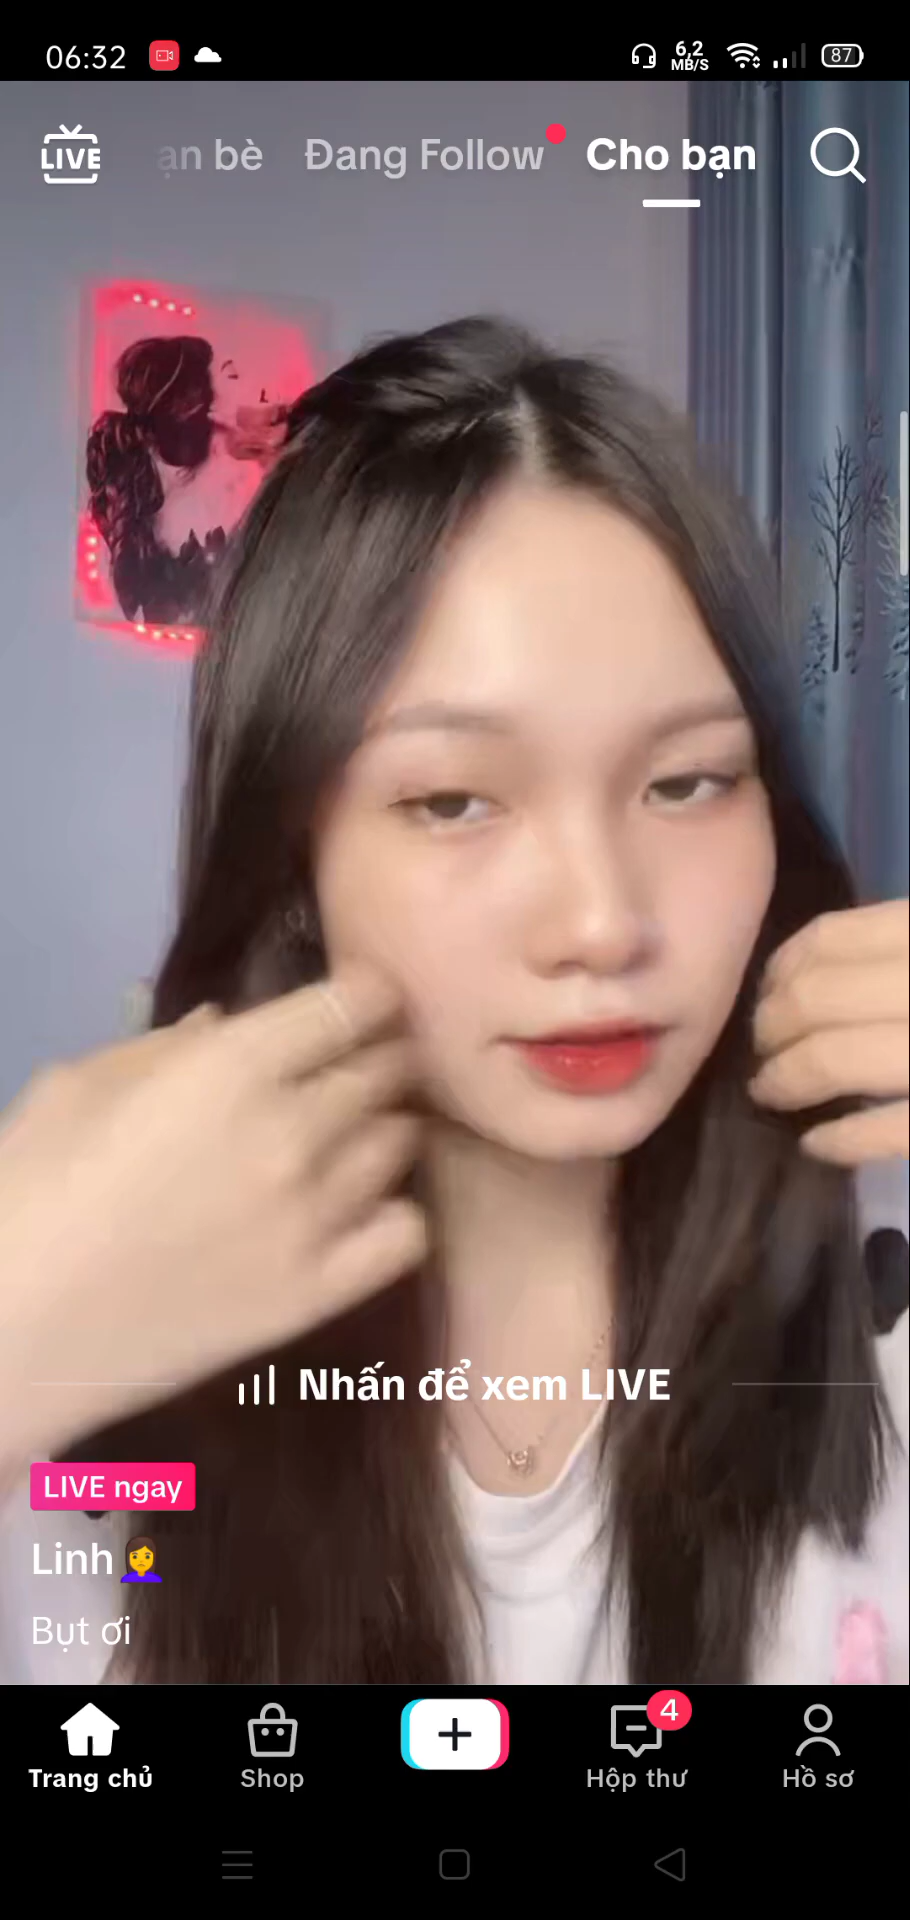 06:32
6,2
MB/S
87
LIVE
ạn bè
Đang Follow
Cho bạn
Nhấn để xem LIVE
LIVE ngay
Linh🙍‍♀️
Bụt ơi
4
Trang chủ
Shop
Hộp thư
Hồ sơ